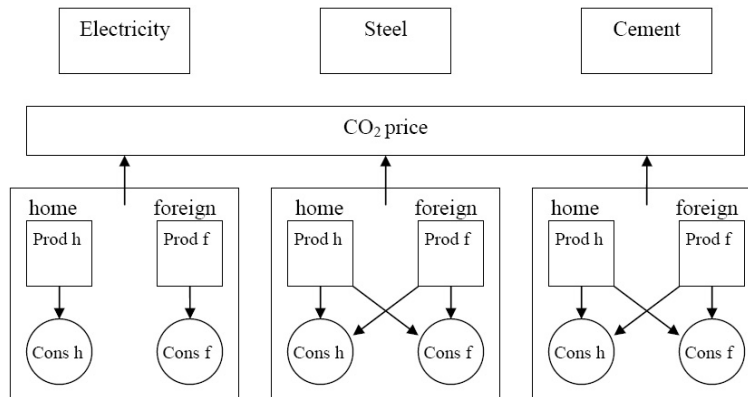 Electricity Steel Cement
CO₂ price
home foreign home foreign home foreign
Prod h Prod f Prod h Prod f Prod h Prod f
Cons h Cons f Cons h Cons f Cons h Cons f